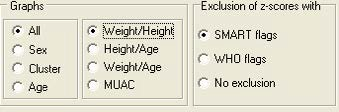 Graphs
All
Sex
Cluster
Age
Weight/Height
Height/Age
Weight/Age
MUAC
Exclusion of z-scores with
SMART flags
WHO flags
No exclusion